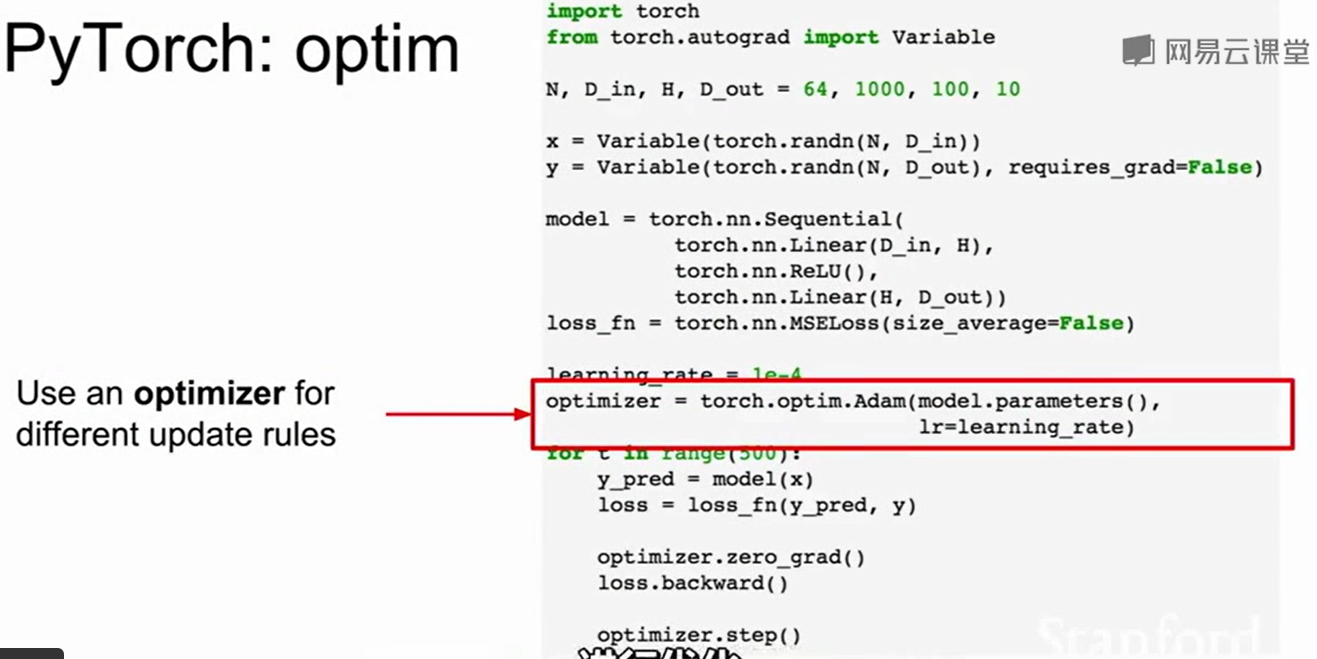 PyTorch: optim
import torch
from torch.autograd import Variable
网易云课堂
N, D_in, H, D_out = 64, 1000, 100, 10
x = Variable(torch.randn(N, D_in))
y = Variable(torch.randn(N, D_out), requires_grad=False)
model = torch.nn.Sequential(
torch.nn.Linear(D_in, H),
torch.nn.ReLU(),
torch.nn.Linear(H, D_out))
loss_fn = torch.nn.MSELoss(size_average=False)
learning_rate = 1e-4
Use an optimizer for
different update rules
optimizer = torch.optim.Adam(model.parameters(),
lr=learning_rate)
for t in range(500):
y_pred = model(x)
loss = loss_fn(y_pred, y)
optimizer.zero_grad()
loss.backward()
optimizer.step()
Stanford